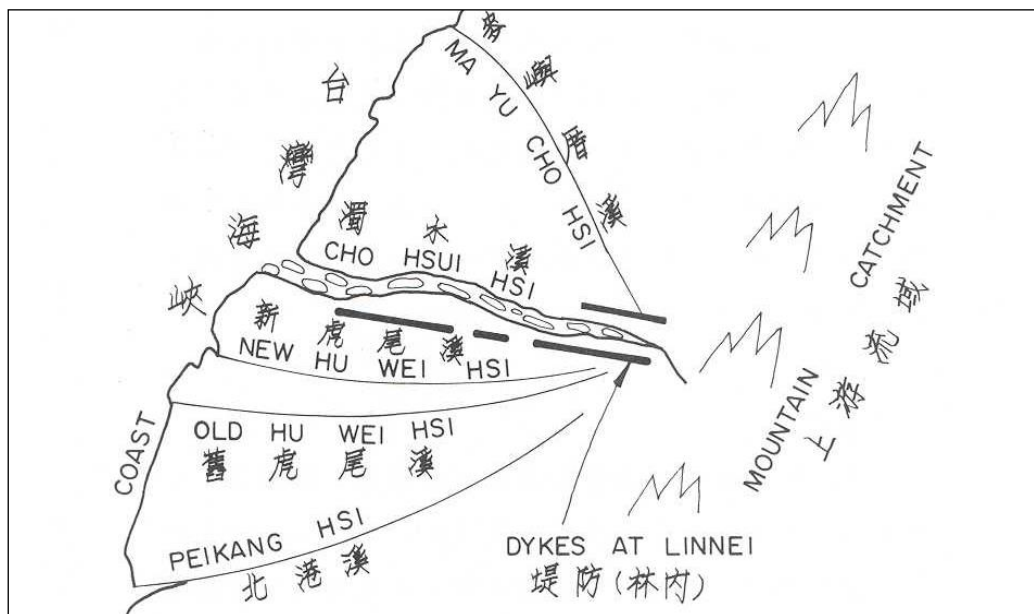 MA YU CHO HSI
麥嶼厝溪
台灣海峽
濁水溪
CHO HSUI HSI
新虎尾溪
NEW HU WEI HSI
OLD HU WEI HSI
舊虎尾溪
COAST
PEIKANG HSI
北港溪
DYKES AT LINNEI
堤防(林內)
MOUNTAIN CATCHMENT
上游流域